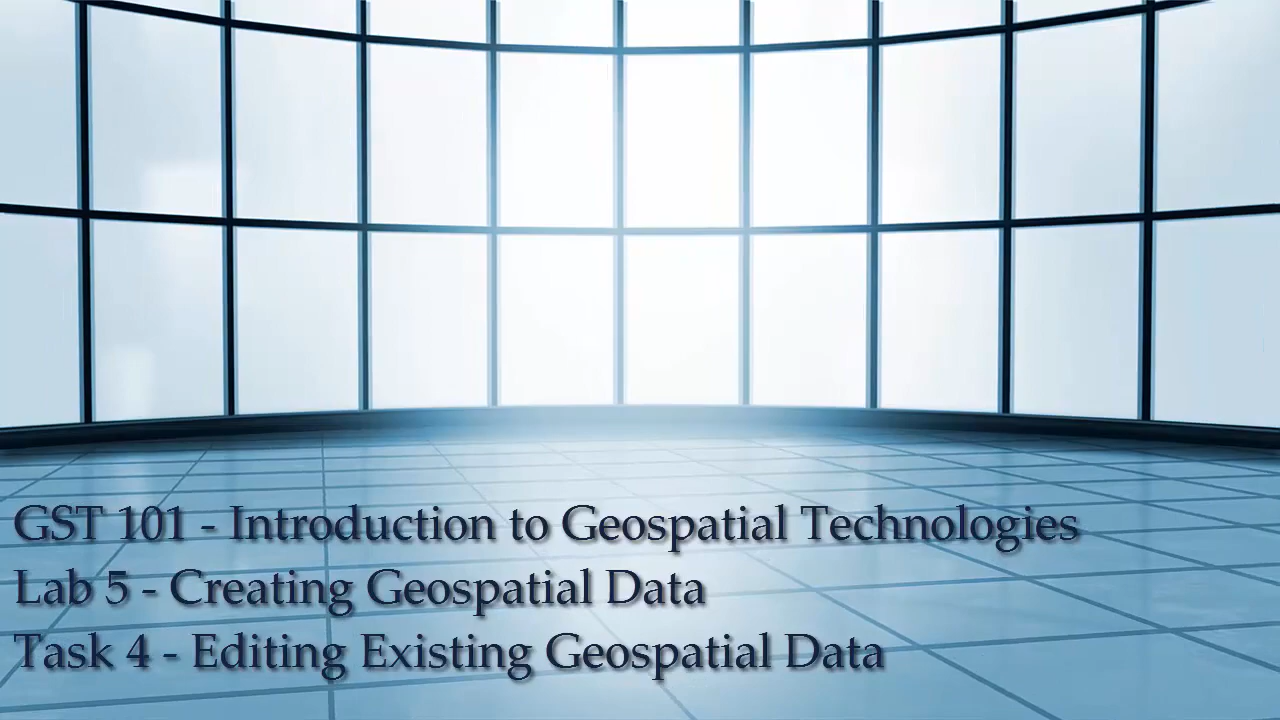 GST 101 - Introduction to Geospatial Technologies
Lab 5 - Creating Geospatial Data
Task 4 - Editing Existing Geospatial Data